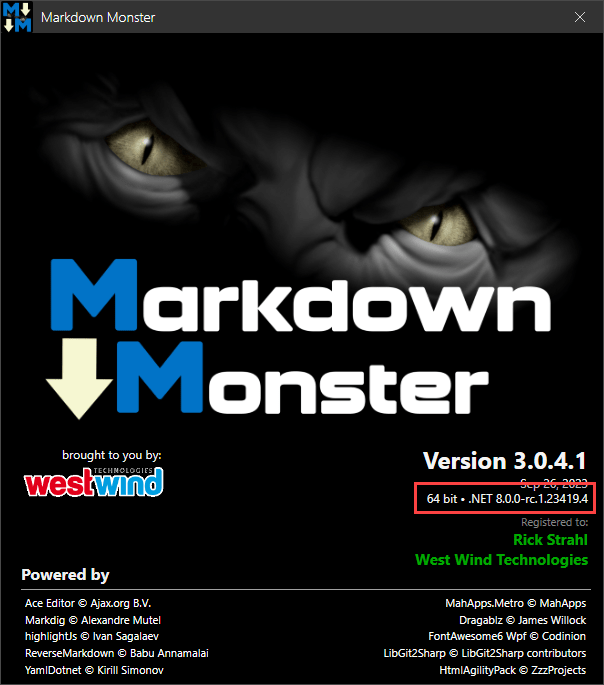 Markdown Monster
Markdown
Monster
brought to you by:
TECHNOLOGIES
westwind
Version 3.0.4.1
Sep 26, 2023
64 bit • .NET 8.0.0-rc.1.23419.4
Registered to:
Rick Strahl
West Wind Technologies
Powered by
Ace Editor © Ajax.org B.V.
Markdig © Alexandre Mutel
highlightJs © Ivan Sagalaev
ReverseMarkdown © Babu Annamalai
YamlDotnet © Kirill Simonov
MahApps.Metro © MahApps
Dragablz © James Willock
FontAwesome6 Wpf © Codinion
LibGit2Sharp © LibGit2Sharp contributors
HtmlAgilityPack © ZzzProjects